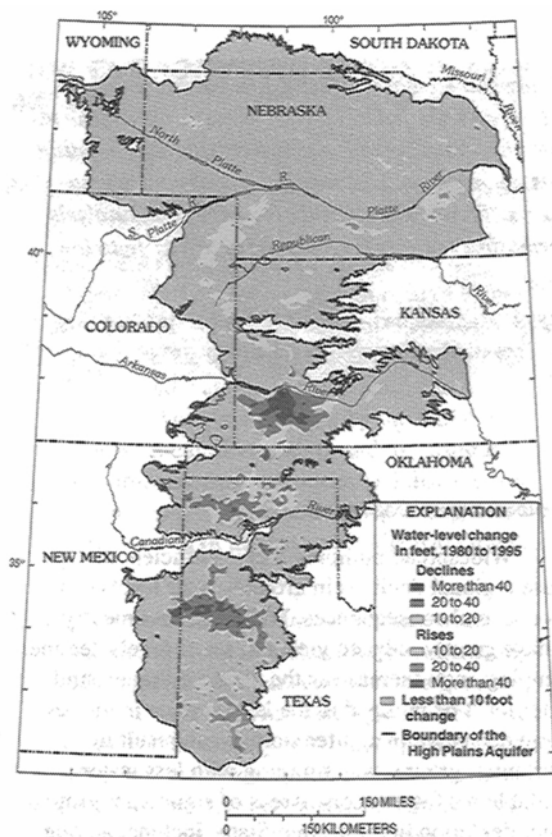 105°
100°
WYOMING
SOUTH DAKOTA
Missouri
River
NEBRASKA
North
Platte
R.
R.
S. Platte
Platte
River
40°
Republican
River
COLORADO
KANSAS
Arkansas
River
OKLAHOMA
Canadian
River
35°
NEW MEXICO
TEXAS
EXPLANATION
Water-level change
in feet, 1980 to 1995
Declines
More than 40
20 to 40
10 to 20
Rises
10 to 20
20 to 40
More than 40
Less than 10 foot
change
Boundary of the
High Plains Aquifer
0
150 MILES
0
150 KILOMETERS